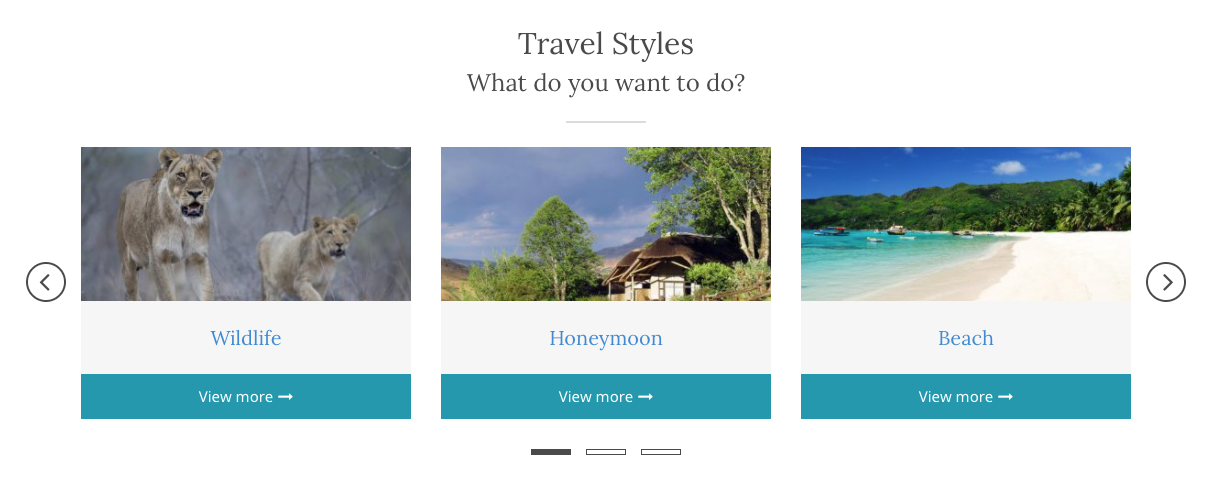 Travel Styles
What do you want to do?
Wildlife
Honeymoon
Beach
View more
View more
View more